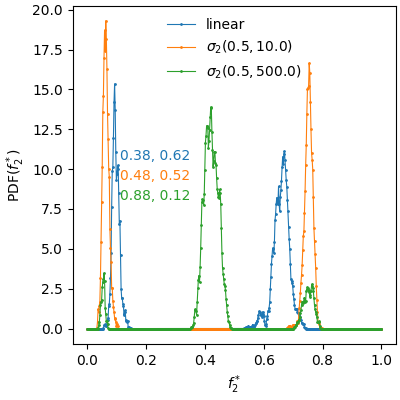 20.0
17.5
15.0
12.5
10.0
7.5
5.0
2.5
0.0
PDF(f₂*)
linear
σ₂(0.5, 10.0)
σ₂(0.5, 500.0)
0.38, 0.62
0.48, 0.52
0.88, 0.12
0.0 0.2 0.4 0.6 0.8 1.0
f₂*